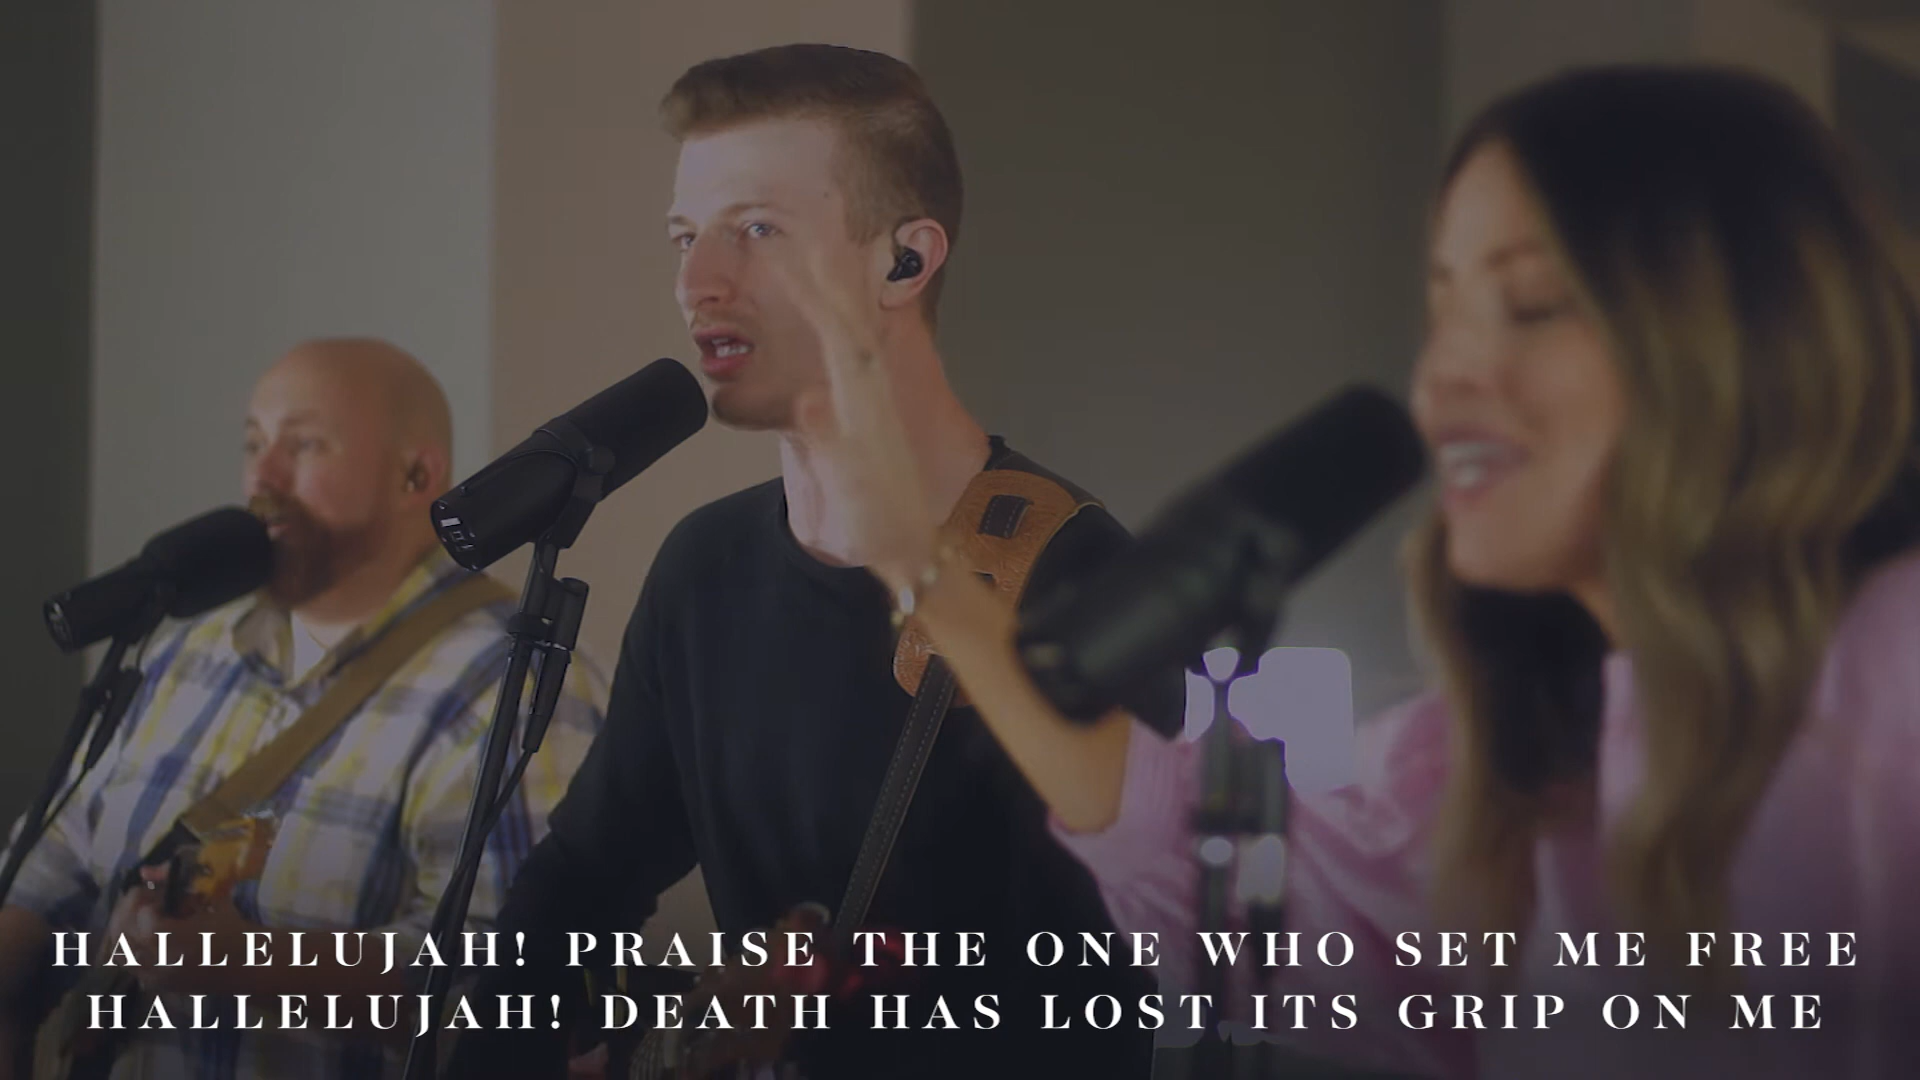 HALLELUJAH! PRAISE THE ONE WHO SET ME FREE
HALLELUJAH! DEATH HAS LOST ITS GRIP ON ME